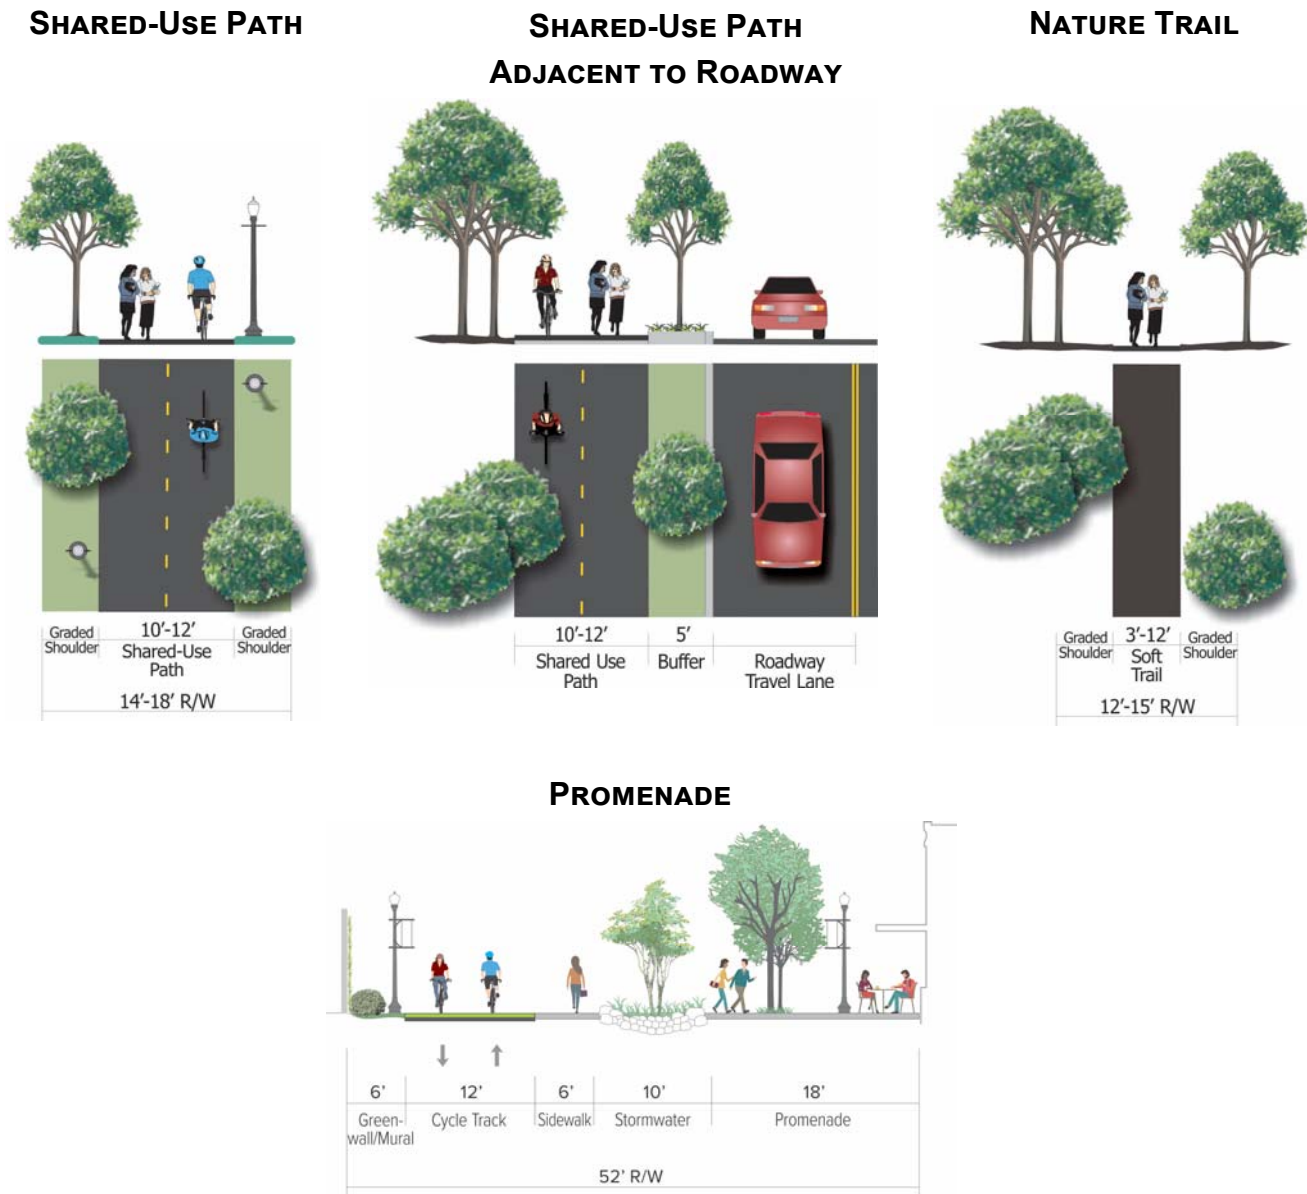 SHARED-USE PATH
10'-12'
Graded
Shoulder
Shared-Use
Path
Graded
Shoulder
14'-18' R/W
SHARED-USE PATH
ADJACENT TO ROADWAY
10'-12'
5'
Shared Use
Path
Buffer
Roadway
Travel Lane
NATURE TRAIL
Graded
Shoulder
3'-12'
Soft
Trail
Graded
Shoulder
12'-15' R/W
PROMENADE
6'
12'
6'
10'
18'
Green-
wall/Mural
Cycle Track
Sidewalk
Stormwater
Promenade
52' R/W